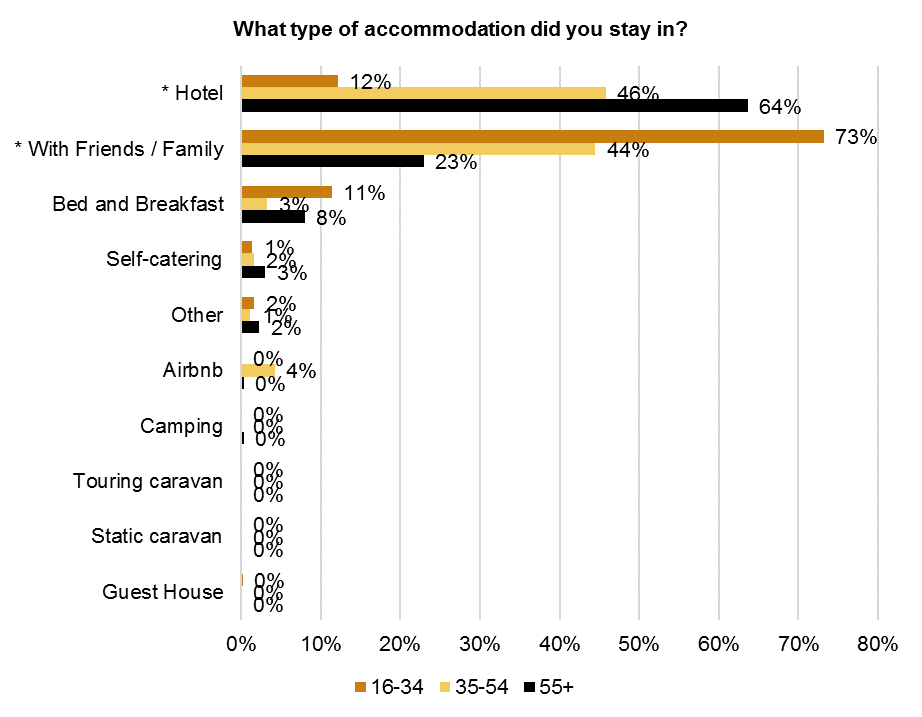 What type of accommodation did you stay in?
* Hotel
12%
46%
64%
* With Friends / Family
73%
44%
23%
Bed and Breakfast
11%
3%
8%
Self-catering
1%
2%
3%
Other
2%
1%
2%
Airbnb
0%
4%
0%
Camping
0%
0%
0%
Touring caravan
0%
0%
0%
Static caravan
0%
0%
0%
Guest House
0%
0%
0%
0% 10% 20% 30% 40% 50% 60% 70% 80%
16-34 35-54 55+